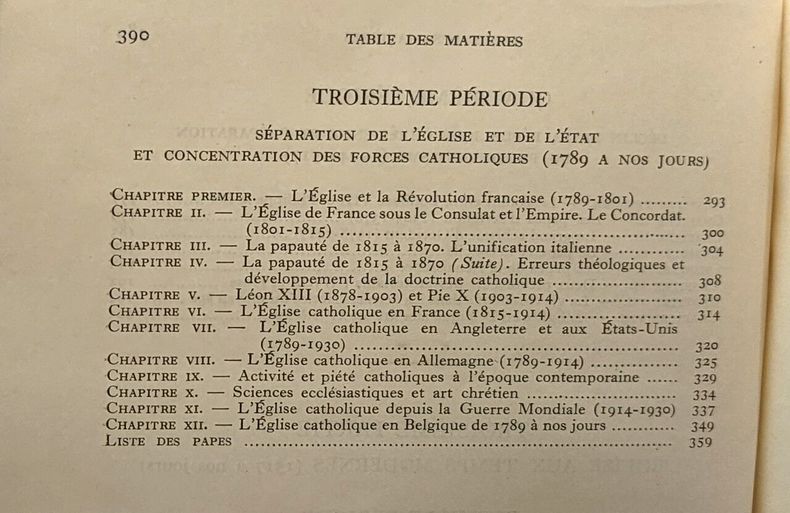 390 TABLE DES MATIÈRES
TROISIÈME PÉRIODE
SÉPARATION DE L'ÉGLISE ET DE L'ÉTAT
ET CONCENTRATION DES FORCES CATHOLIQUES (1789 A NOS JOURS)
CHAPITRE PREMIER. — L'Église et la Révolution française (1789-1801) ......... 293
CHAPITRE II. — L'Église de France sous le Consulat et l'Empire. Le Concordat.
(1801-1815) .................................................... 300
CHAPITRE III. — La papauté de 1815 à 1870. L'unification italienne ............ 304
CHAPITRE IV. — La papauté de 1815 à 1870 (Suite). Erreurs théologiques et
développement de la doctrine catholique ....................... 308
CHAPITRE V. — Léon XIII (1878-1903) et Pie X (1903-1914) .................... 310
CHAPITRE VI. — L'Église catholique en France (1815-1914) ..................... 314
CHAPITRE VII. — L'Église catholique en Angleterre et aux États-Unis
(1789-1930) .................................................. 320
CHAPITRE VIII. — L'Église catholique en Allemagne (1789-1914) ............... 325
CHAPITRE IX. — Activité et piété catholiques à l'époque contemporaine ...... 329
CHAPITRE X. — Sciences ecclésiastiques et art chrétien ......................... 334
CHAPITRE XI. — L'Église catholique depuis la Guerre Mondiale (1914-1930) 337
CHAPITRE XII. — L'Église catholique en Belgique de 1789 à nos jours ............ 349
LISTE DES PAPES .................................................................... 359